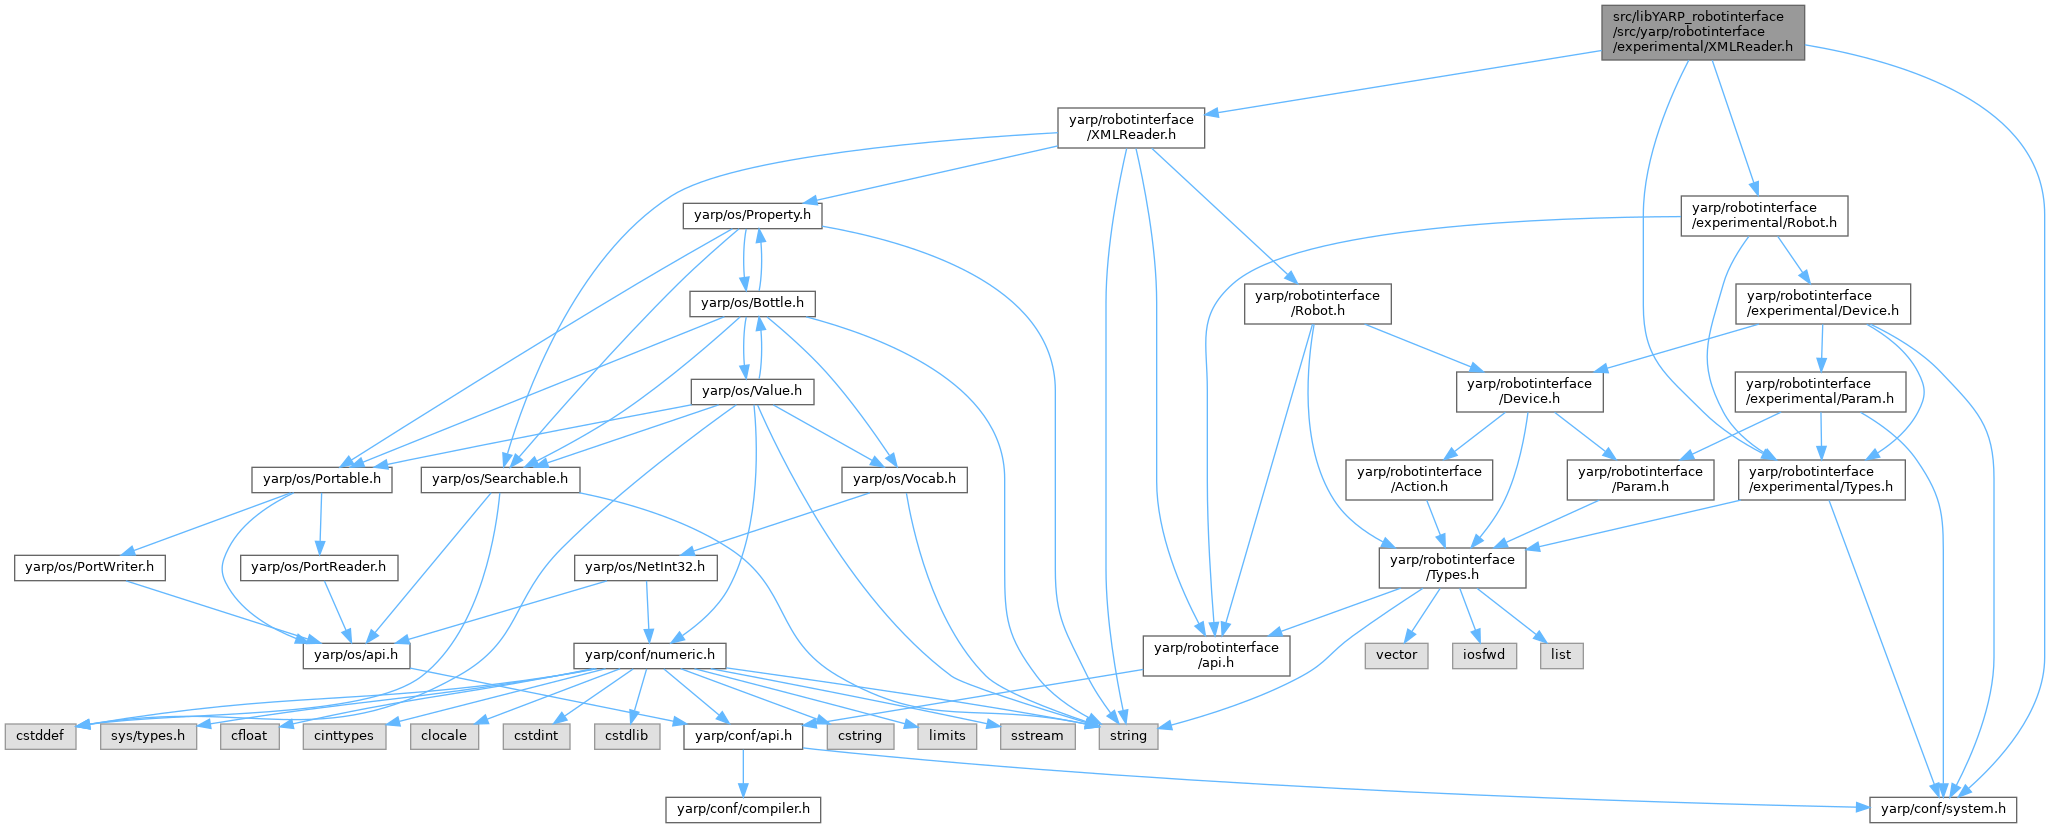 src/libYARP_robotinterface
/src/yarp/robotinterface
/experimental/XMLReader.h
yarp/robotinterface
/XMLReader.h
yarp/os/Property.h
yarp/robotinterface
/experimental/Robot.h
yarp/os/Bottle.h
yarp/robotinterface
/Robot.h
yarp/robotinterface
/experimental/Device.h
yarp/os/Value.h
yarp/robotinterface
/Device.h
yarp/robotinterface
/experimental/Param.h
yarp/os/Portable.h
yarp/os/Searchable.h
yarp/os/Vocab.h
yarp/robotinterface
/Action.h
yarp/robotinterface
/Param.h
yarp/robotinterface
/experimental/Types.h
yarp/os/PortWriter.h
yarp/os/PortReader.h
yarp/os/NetInt32.h
yarp/robotinterface
/Types.h
yarp/os/api.h
yarp/conf/numeric.h
yarp/robotinterface
/api.h
vector
iosfwd
list
cstddef
sys/types.h
cfloat
cinttypes
clocale
cstdint
cstdlib
yarp/conf/api.h
cstring
limits
sstream
string
yarp/conf/compiler.h
yarp/conf/system.h